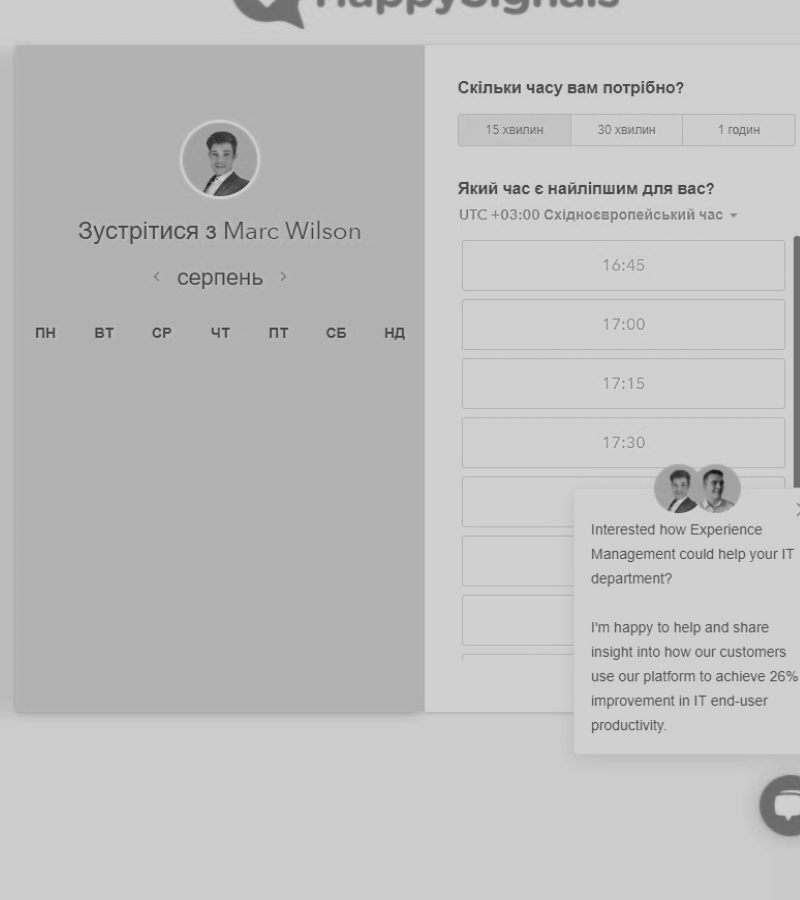 HappySignals
Зустрітися з Marc Wilson
серпень
ПН ВТ СР ЧТ ПТ СБ НД
Скільки часу вам потрібно?
15 хвилин 30 хвилин 1 годин
Який час є найліпшим для вас?
UTC +03:00 Східноєвропейський час
16:45
17:00
17:15
17:30
Interested how Experience
Management could help your IT
department?
I'm happy to help and share
insight into how our customers
use our platform to achieve 26%
improvement in IT end-user
productivity.